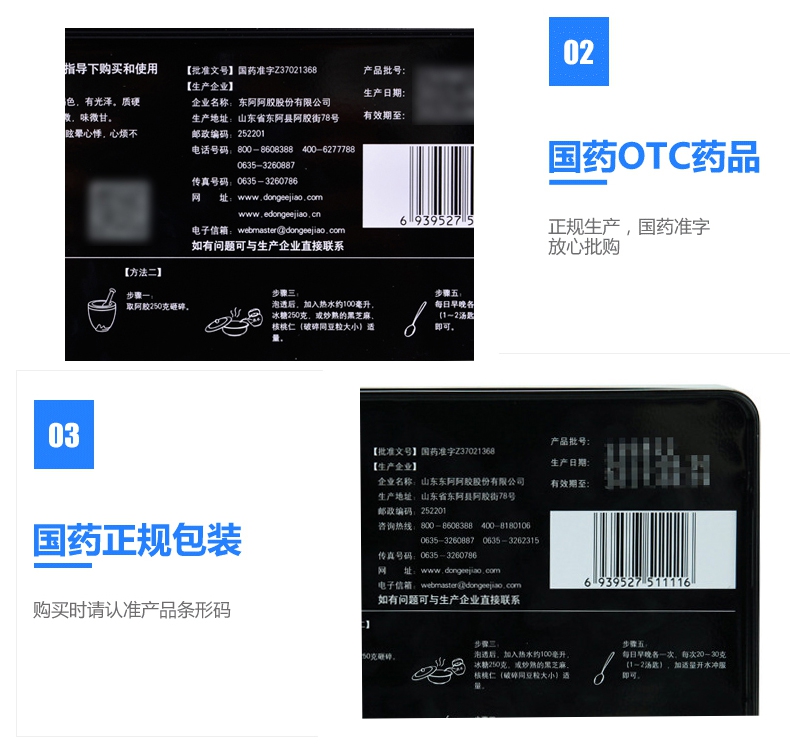 指导下购买和使用
色，有光泽。质硬
微，味微甘。
眩晕心悸，心烦不
【批准文号】国药准字Z37021368
【生产企业】
企业名称：东阿阿胶股份有限公司
生产地址：山东省东阿县阿胶街78号
邮政编码：252201
电话号码：800－8608388 400-6277788
0635-3260887
传真号码：0635－3260786
网 址：www.dongeejiao.com
www.edongeejiao.cn
电子信箱：webmaster@dongeejiao.com
如有问题可与生产企业直接联系
产品批号：
生产日期：
有效期至：
6 939527 5
【方法二】
步骤一：
取阿胶250克砸碎。
步骤三：
泡透后，加入热水约100毫升，
冰糖250克，或炒熟的黑芝麻、
核桃仁（破碎同豆粒大小）适
量。
步骤五：
每日早晚各
（1～2汤匙
即可。
02
国药OTC药品
正规生产，国药准字
放心批购
03
国药正规包装
购买时请认准产品条形码
【批准文号】国药准字Z37021368
【生产企业】
企业名称：山东东阿阿胶股份有限公司
生产地址：山东省东阿县阿胶街78号
邮政编码：252201
咨询热线：800－8608388 400-8180106
0635-3260887 0635-3262315
传真号码：0635－3260786
网 址：www.dongeejiao.com
电子信箱：webmaster@dongeejiao.com
如有问题可与生产企业直接联系
产品批号：
生产日期：
有效期至：
6 939527 511116
二】
50克砸碎。
步骤三：
泡透后，加入热水约100毫升，
冰糖250克，或炒熟的黑芝麻、
核桃仁（破碎同豆粒大小）适
量。
步骤五：
每日早晚各一次，每次20－30克
（1－2汤匙），加适量开水冲服
即可。